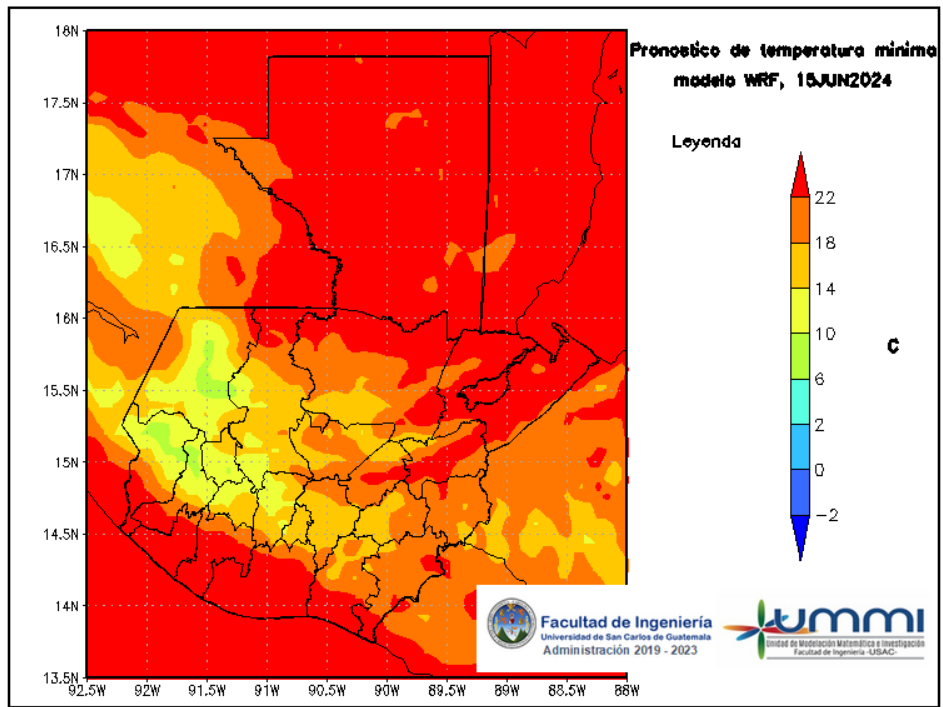 Pronostico de temperatura minima
modelo WRF, 15JUN2024
Leyenda
22
18
14
10
6
2
0
-2
C
18N
17.5N
17N
16.5N
16N
15.5N
15N
14.5N
14N
13.5N
92.5W
92W
91.5W
91W
90.5W
90W
89.5W
89W
88.5W
88W
Facultad de Ingeniería
Universidad de San Carlos de Guatemala
Administración 2019 - 2023
ummi
Unidad de Modelación Matemática e Investigación
Facultad de Ingeniería -USAC-